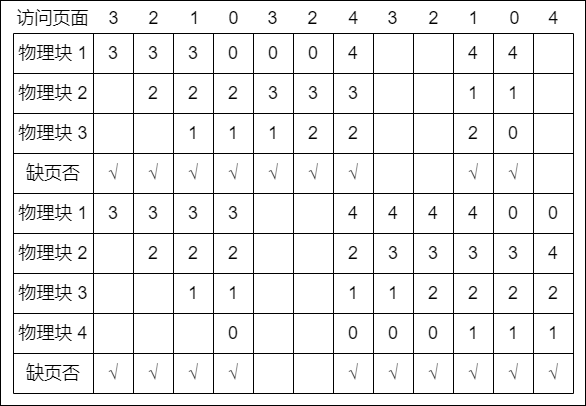 访问页面 3 2 1 0 3 2 4 3 2 1 0 4
物理块 1 3 3 3 0 0 0 4 4 4
物理块 2 2 2 2 3 3 3 1 1
物理块 3 1 1 1 2 2 2 0
缺页否 √ √ √ √ √ √ √ √ √
物理块 1 3 3 3 3 4 4 4 4 0 0
物理块 2 2 2 2 2 3 3 3 3 4
物理块 3 1 1 1 1 2 2 2 2
物理块 4 0 0 0 0 1 1 1
缺页否 √ √ √ √ √ √ √ √ √ √